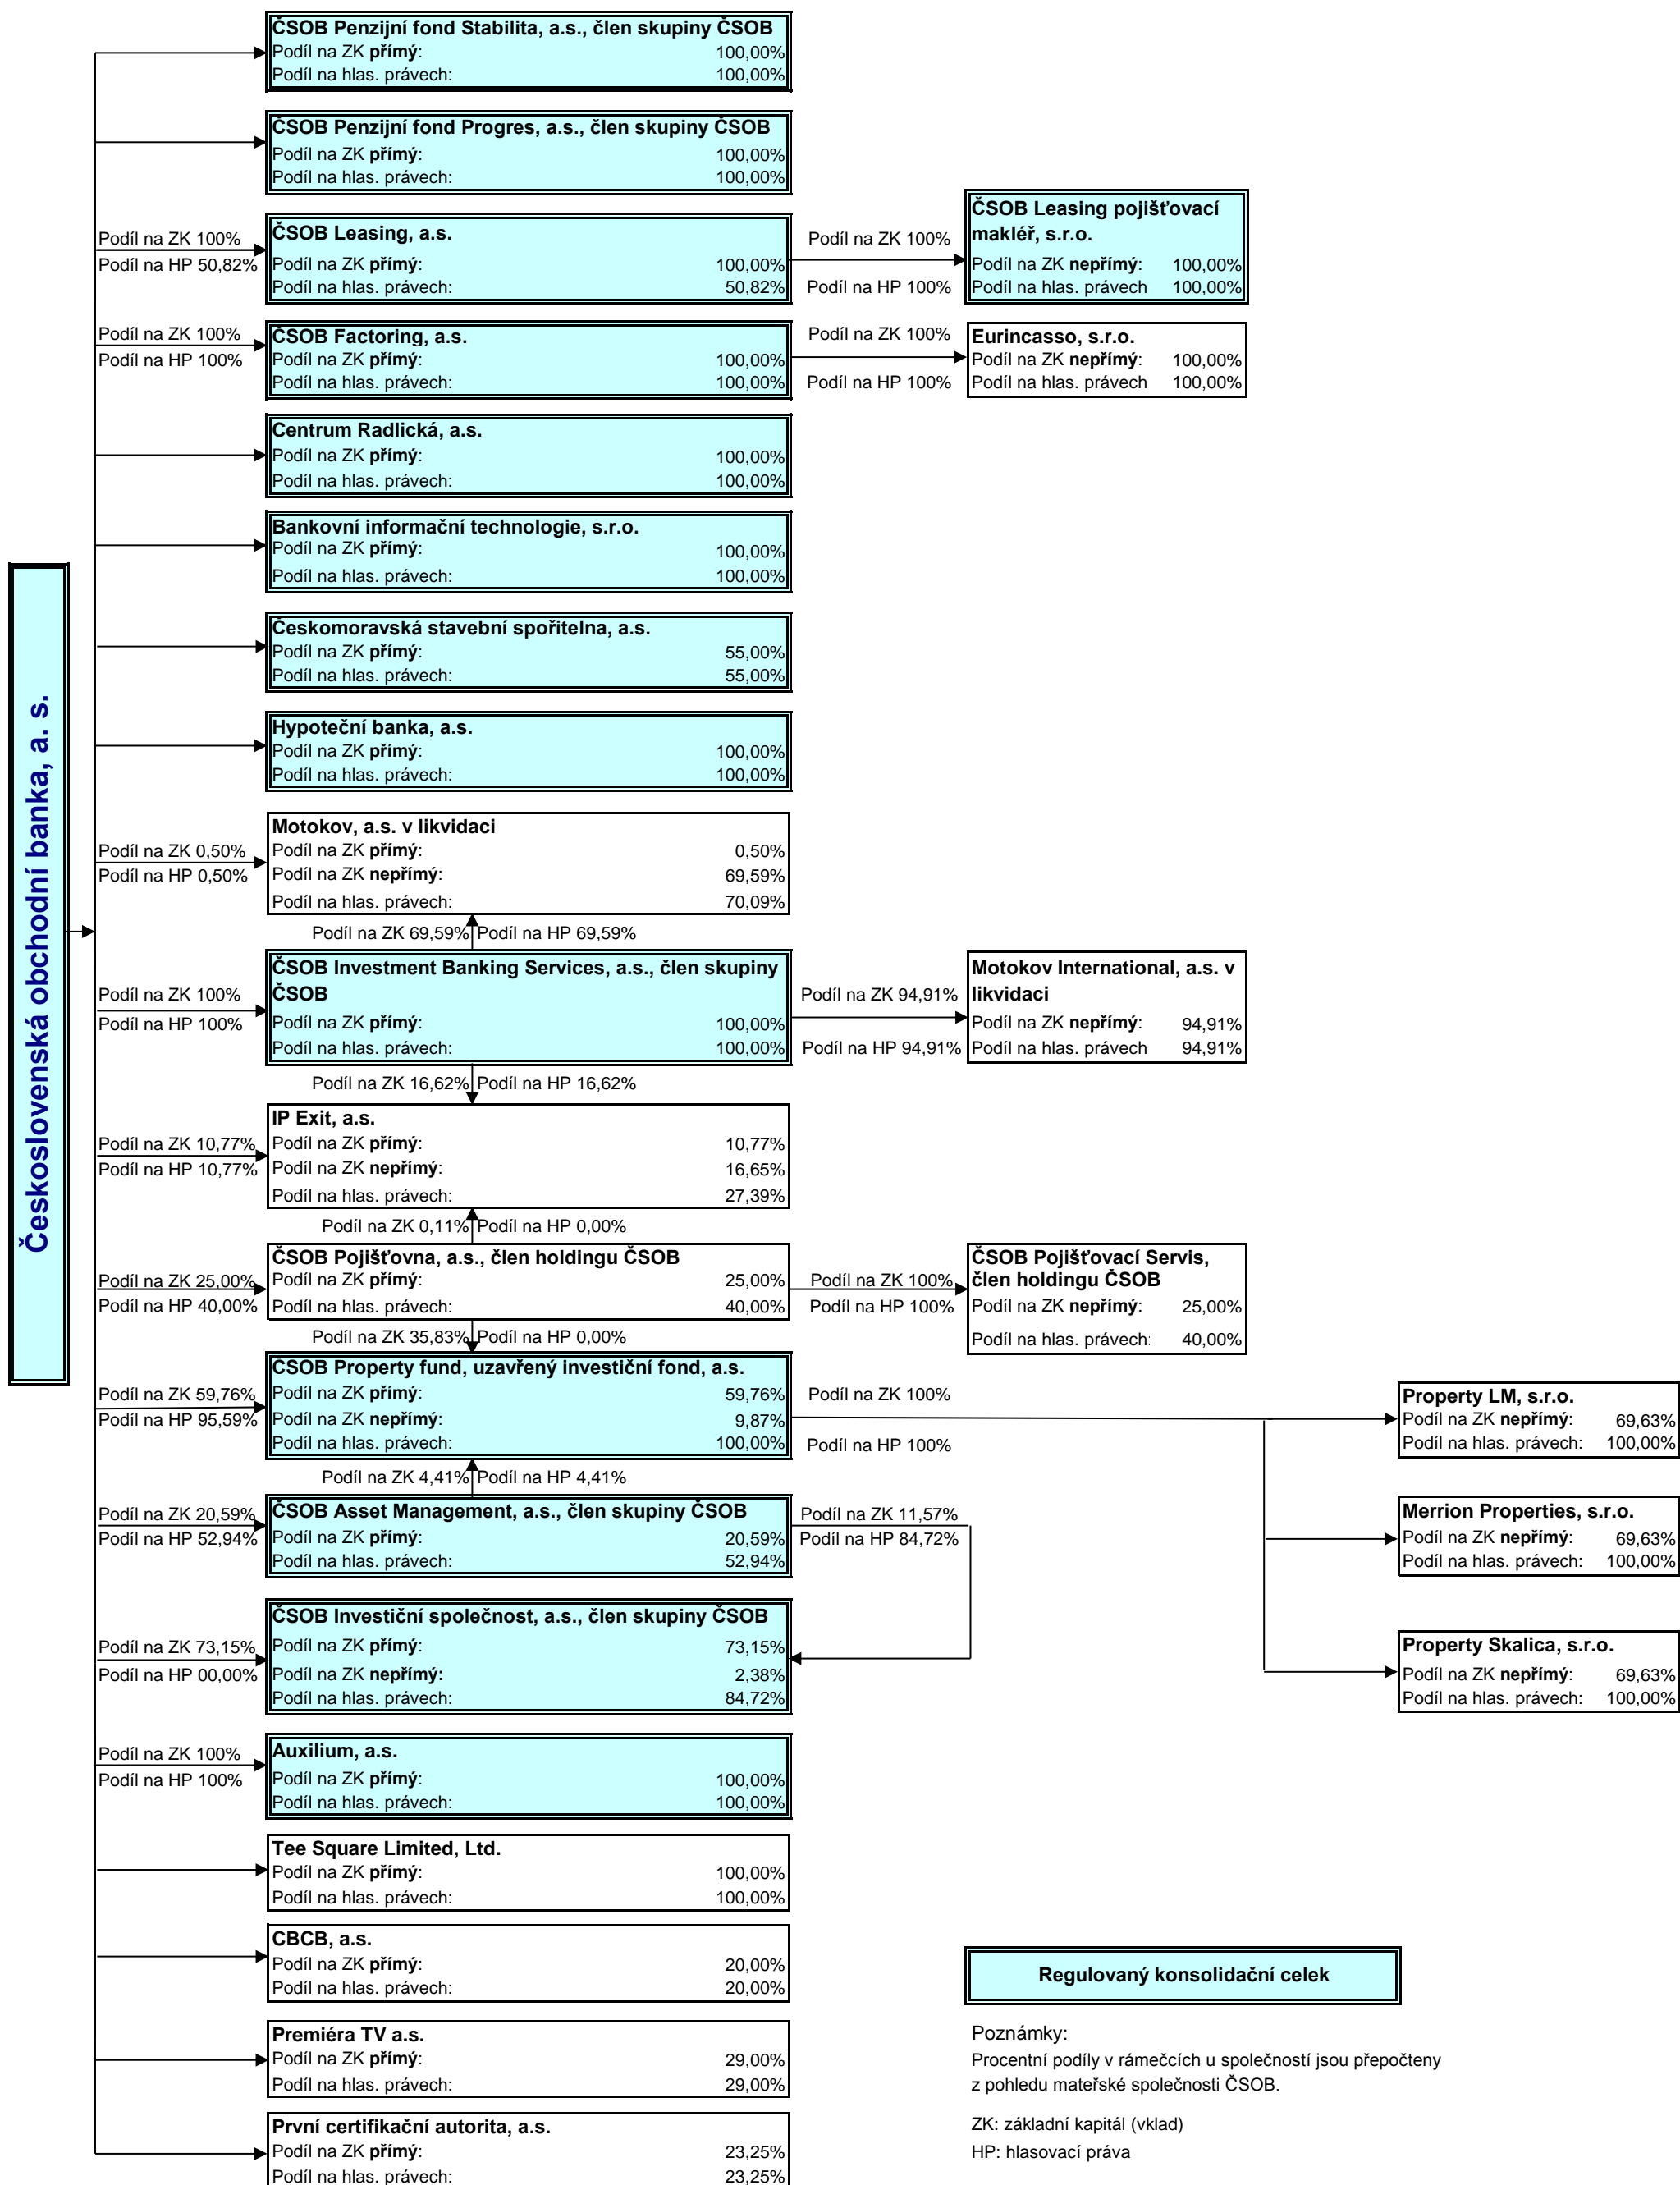 Československá obchodní banka, a. s.
ČSOB Penzijní fond Stabilita, a.s., člen skupiny ČSOB
Podíl na ZK přímý: 100,00%
Podíl na hlas. právech: 100,00%
ČSOB Penzijní fond Progres, a.s., člen skupiny ČSOB
Podíl na ZK přímý: 100,00%
Podíl na hlas. právech: 100,00%
Podíl na ZK 100%
Podíl na HP 50,82%
ČSOB Leasing, a.s.
Podíl na ZK přímý: 100,00%
Podíl na hlas. právech: 50,82%
Podíl na ZK 100%
Podíl na HP 100%
ČSOB Leasing pojišťovací
makléř, s.r.o.
Podíl na ZK nepřímý: 100,00%
Podíl na hlas. právech 100,00%
Podíl na ZK 100%
Podíl na HP 100%
ČSOB Factoring, a.s.
Podíl na ZK přímý: 100,00%
Podíl na hlas. právech: 100,00%
Podíl na ZK 100%
Podíl na HP 100%
Eurincasso, s.r.o.
Podíl na ZK nepřímý: 100,00%
Podíl na hlas. právech 100,00%
Centrum Radlická, a.s.
Podíl na ZK přímý: 100,00%
Podíl na hlas. právech: 100,00%
Bankovní informační technologie, s.r.o.
Podíl na ZK přímý: 100,00%
Podíl na hlas. právech: 100,00%
Českomoravská stavební spořitelna, a.s.
Podíl na ZK přímý: 55,00%
Podíl na hlas. právech: 55,00%
Hypoteční banka, a.s.
Podíl na ZK přímý: 100,00%
Podíl na hlas. právech: 100,00%
Podíl na ZK 0,50%
Podíl na HP 0,50%
Motokov, a.s. v likvidaci
Podíl na ZK přímý: 0,50%
Podíl na ZK nepřímý: 69,59%
Podíl na hlas. právech: 70,09%
Podíl na ZK 69,59% Podíl na HP 69,59%
Podíl na ZK 100%
Podíl na HP 100%
ČSOB Investment Banking Services, a.s., člen skupiny
ČSOB
Podíl na ZK přímý: 100,00%
Podíl na hlas. právech: 100,00%
Podíl na ZK 94,91%
Podíl na HP 94,91%
Motokov International, a.s. v
likvidaci
Podíl na ZK nepřímý: 94,91%
Podíl na hlas. právech 94,91%
Podíl na ZK 16,62% Podíl na HP 16,62%
Podíl na ZK 10,77%
Podíl na HP 10,77%
IP Exit, a.s.
Podíl na ZK přímý: 10,77%
Podíl na ZK nepřímý: 16,65%
Podíl na hlas. právech: 27,39%
Podíl na ZK 0,11% Podíl na HP 0,00%
Podíl na ZK 25,00%
Podíl na HP 40,00%
ČSOB Pojišťovna, a.s., člen holdingu ČSOB
Podíl na ZK přímý: 25,00%
Podíl na hlas. právech: 40,00%
Podíl na ZK 100%
Podíl na HP 100%
ČSOB Pojišťovací Servis,
člen holdingu ČSOB
Podíl na ZK nepřímý: 25,00%
Podíl na hlas. právech: 40,00%
Podíl na ZK 35,83% Podíl na HP 0,00%
Podíl na ZK 59,76%
Podíl na HP 95,59%
ČSOB Property fund, uzavřený investiční fond, a.s.
Podíl na ZK přímý: 59,76%
Podíl na ZK nepřímý: 9,87%
Podíl na hlas. právech: 100,00%
Podíl na ZK 100%
Podíl na HP 100%
Property LM, s.r.o.
Podíl na ZK nepřímý: 69,63%
Podíl na hlas. právech: 100,00%
Podíl na ZK 4,41% Podíl na HP 4,41%
Podíl na ZK 20,59%
Podíl na HP 52,94%
ČSOB Asset Management, a.s., člen skupiny ČSOB
Podíl na ZK přímý: 20,59%
Podíl na hlas. právech: 52,94%
Podíl na ZK 11,57%
Podíl na HP 84,72%
Merrion Properties, s.r.o.
Podíl na ZK nepřímý: 69,63%
Podíl na hlas. právech: 100,00%
Podíl na ZK 73,15%
Podíl na HP 00,00%
ČSOB Investiční společnost, a.s., člen skupiny ČSOB
Podíl na ZK přímý: 73,15%
Podíl na ZK nepřímý: 2,38%
Podíl na hlas. právech: 84,72%
Property Skalica, s.r.o.
Podíl na ZK nepřímý: 69,63%
Podíl na hlas. právech: 100,00%
Podíl na ZK 100%
Podíl na HP 100%
Auxilium, a.s.
Podíl na ZK přímý: 100,00%
Podíl na hlas. právech: 100,00%
Tee Square Limited, Ltd.
Podíl na ZK přímý: 100,00%
Podíl na hlas. právech: 100,00%
CBCB, a.s.
Podíl na ZK přímý: 20,00%
Podíl na hlas. právech: 20,00%
Premiéra TV a.s.
Podíl na ZK přímý: 29,00%
Podíl na hlas. právech: 29,00%
První certifikační autorita, a.s.
Podíl na ZK přímý: 23,25%
Podíl na hlas. právech: 23,25%
Regulovaný konsolidační celek
Poznámky:
Procentní podíly v rámečcích u společností jsou přepočteny
z pohledu mateřské společnosti ČSOB.
ZK: základní kapitál (vklad)
HP: hlasovací práva